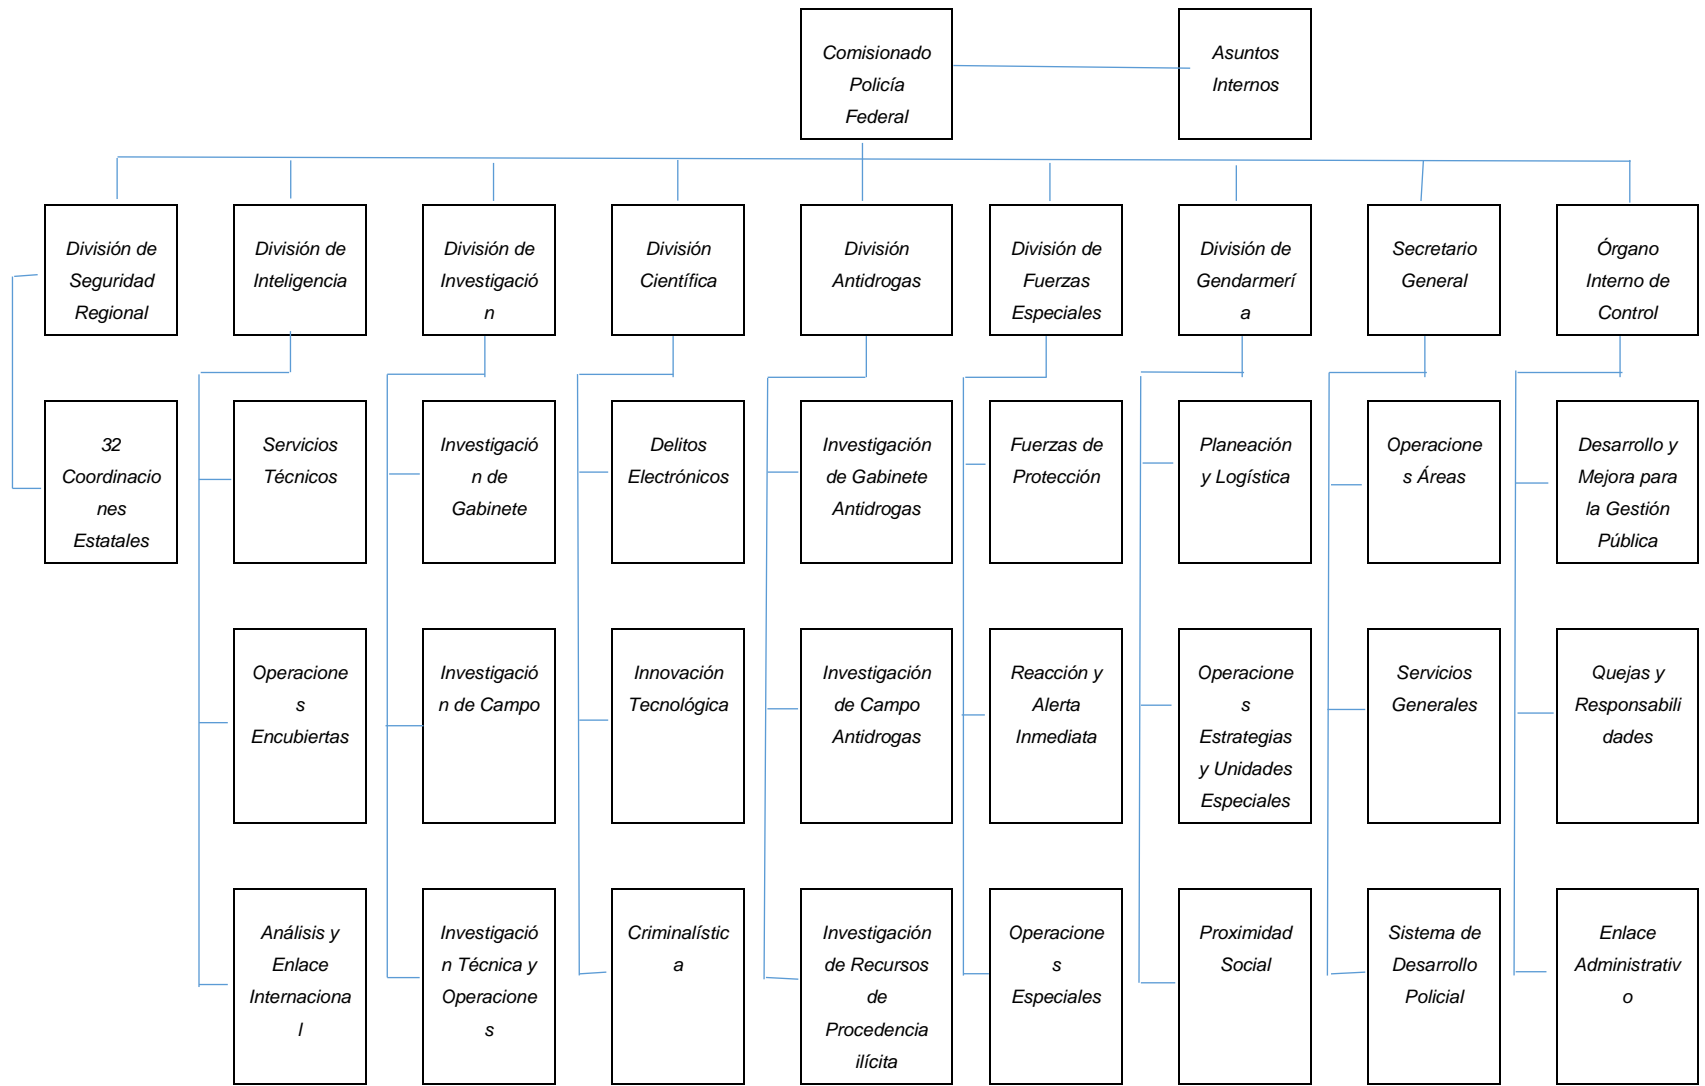 Comisionado
Policía
Federal
Asuntos
Internos
División de
Seguridad
Regional
División de
Inteligencia
División de
Investigació
n
División
Científica
División
Antidrogas
División de
Fuerzas
Especiales
División de
Gendarmerí
a
Secretario
General
Órgano
Interno de
Control
32
Coordinacio
nes
Estatales
Servicios
Técnicos
Investigació
n de
Gabinete
Delitos
Electrónicos
Investigación
de Gabinete
Antidrogas
Fuerzas de
Protección
Planeación
y Logística
Operacione
s Áreas
Desarrollo y
Mejora para
la Gestión
Pública
Operacione
s
Encubiertas
Investigació
n de Campo
Innovación
Tecnológica
Investigación
de Campo
Antidrogas
Reacción y
Alerta
Inmediata
Operacione
s
Estrategias
y Unidades
Especiales
Servicios
Generales
Quejas y
Responsabili
dades
Análisis y
Enlace
Internaciona
l
Investigació
n Técnica y
Operacione
s
Criminalístic
a
Investigación
de Recursos
de
Procedencia
ilícita
Operacione
s
Especiales
Proximidad
Social
Sistema de
Desarrollo
Policial
Enlace
Administrativ
o